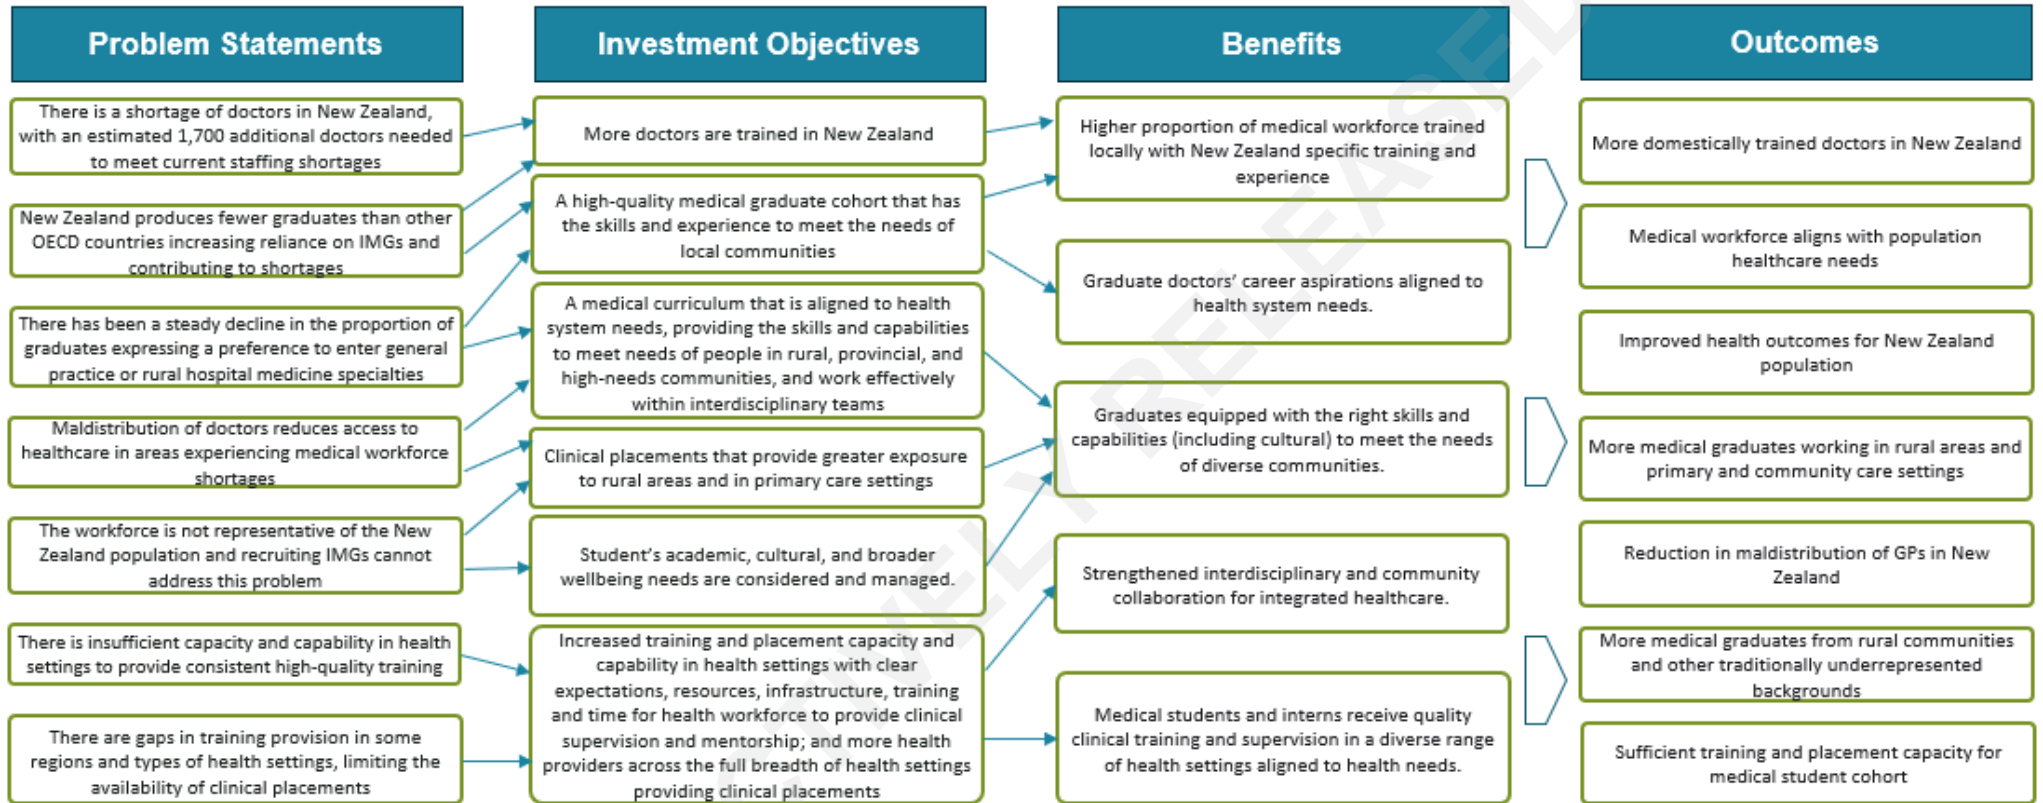 Problem Statements
There is a shortage of doctors in New Zealand,
with an estimated 1,700 additional doctors needed
to meet current staffing shortages
New Zealand produces fewer graduates than other
OECD countries increasing reliance on IMGs and
contributing to shortages
There has been a steady decline in the proportion of
graduates expressing a preference to enter general
practice or rural hospital medicine specialties
Maldistribution of doctors reduces access to
healthcare in areas experiencing medical workforce
shortages
The workforce is not representative of the New
Zealand population and recruiting IMGs cannot
address this problem
There is insufficient capacity and capability in health
settings to provide consistent high-quality training
There are gaps in training provision in some
regions and types of health settings, limiting the
availability of clinical placements
Investment Objectives
More doctors are trained in New Zealand
A high-quality medical graduate cohort that has
the skills and experience to meet the needs of
local communities
A medical curriculum that is aligned to health
system needs, providing the skills and capabilities
to meet needs of people in rural, provincial, and
high-needs communities, and work effectively
within interdisciplinary teams
Clinical placements that provide greater exposure
to rural areas and in primary care settings
Student's academic, cultural, and broader
wellbeing needs are considered and managed.
Increased training and placement capacity and
capability in health settings with clear
expectations, resources, infrastructure, training
and time for health workforce to provide clinical
supervision and mentorship; and more health
providers across the full breadth of health settings
providing clinical placements
Benefits
Higher proportion of medical workforce trained
locally with New Zealand specific training and
experience
Graduate doctors' career aspirations aligned to
health system needs.
Graduates equipped with the right skills and
capabilities (including cultural) to meet the needs
of diverse communities.
Strengthened interdisciplinary and community
collaboration for integrated healthcare.
Medical students and interns receive quality
clinical training and supervision in a diverse range
of health settings aligned to health needs.
Outcomes
More domestically trained doctors in New Zealand
Medical workforce aligns with population
healthcare needs
Improved health outcomes for New Zealand
population
More medical graduates working in rural areas and
primary and community care settings
Reduction in maldistribution of GPs in New
Zealand
More medical graduates from rural communities
and other traditionally underrepresented
backgrounds
Sufficient training and placement capacity for
medical student cohort
CTIVELY RELEASED